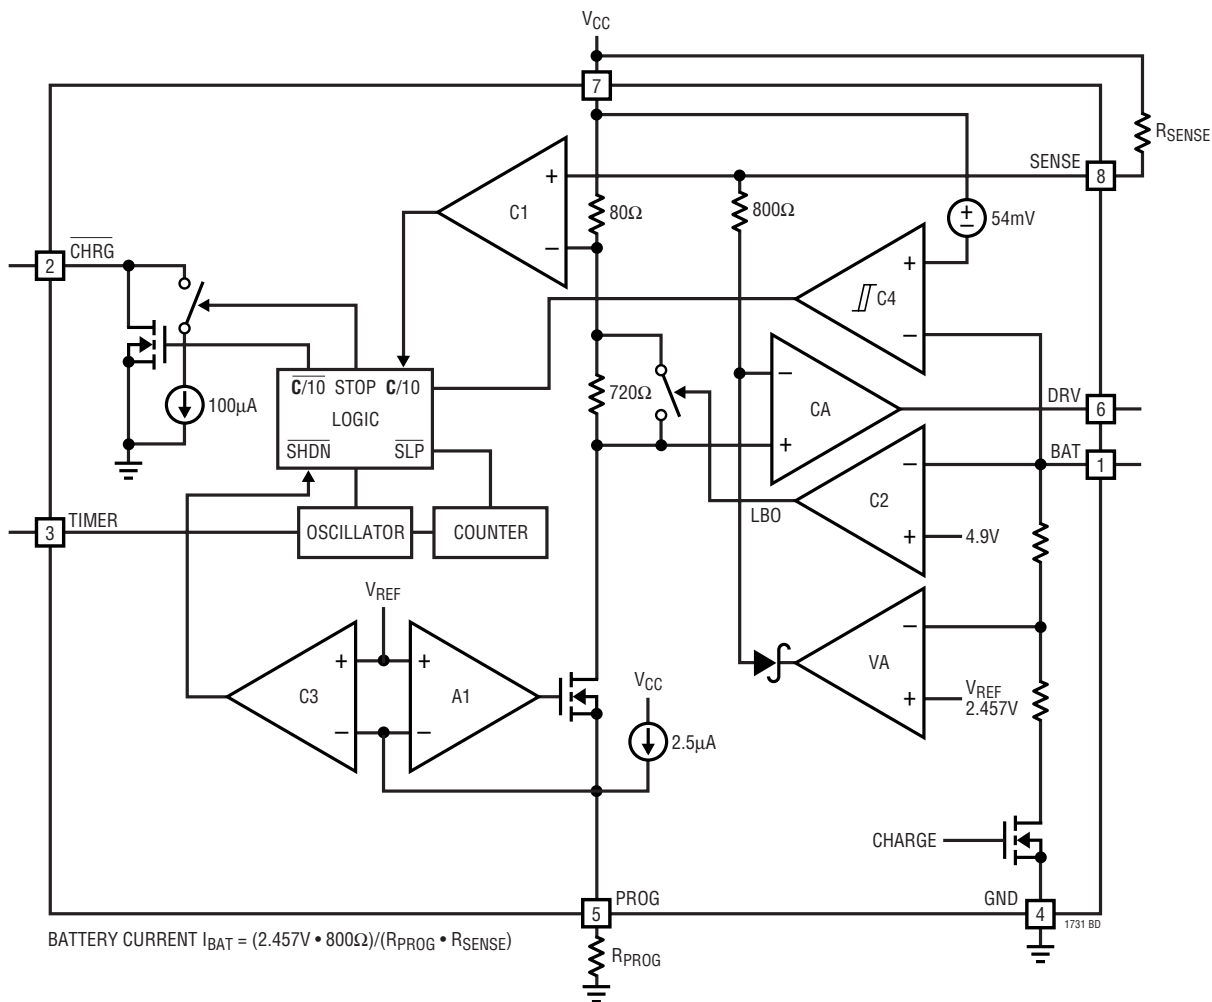 VCC
7
RSENSE
SENSE
8
+
C1
80Ω
800Ω
+
−
54mV
−
2
CHRG
+
C4
−
100µA
C/10 STOP C/10
LOGIC
SHDN SLP
720Ω
−
CA
+
DRV
6
BAT
1
−
C2
LBO
+
4.9V
3
TIMER
OSCILLATOR
COUNTER
VREF
+
C3
−
+
A1
−
VCC
2.5µA
−
VA
+
VREF
2.457V
CHARGE
PROG
5
GND
4
1731 BD
BATTERY CURRENT IBAT = (2.457V • 800Ω)/(RPROG • RSENSE)
RPROG